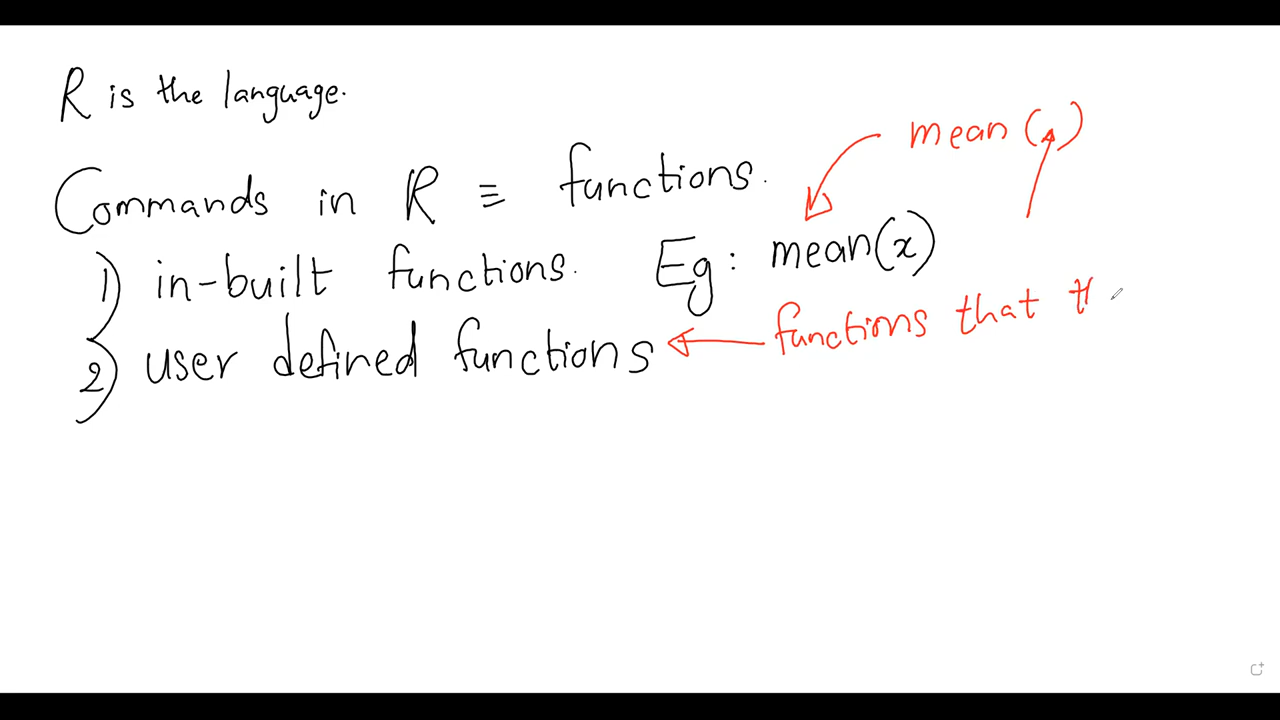 R is the language.
mean( )
Commands in R ≡ functions.
1) in-built functions. Eg: mean(x)
2) user defined functions ← functions that